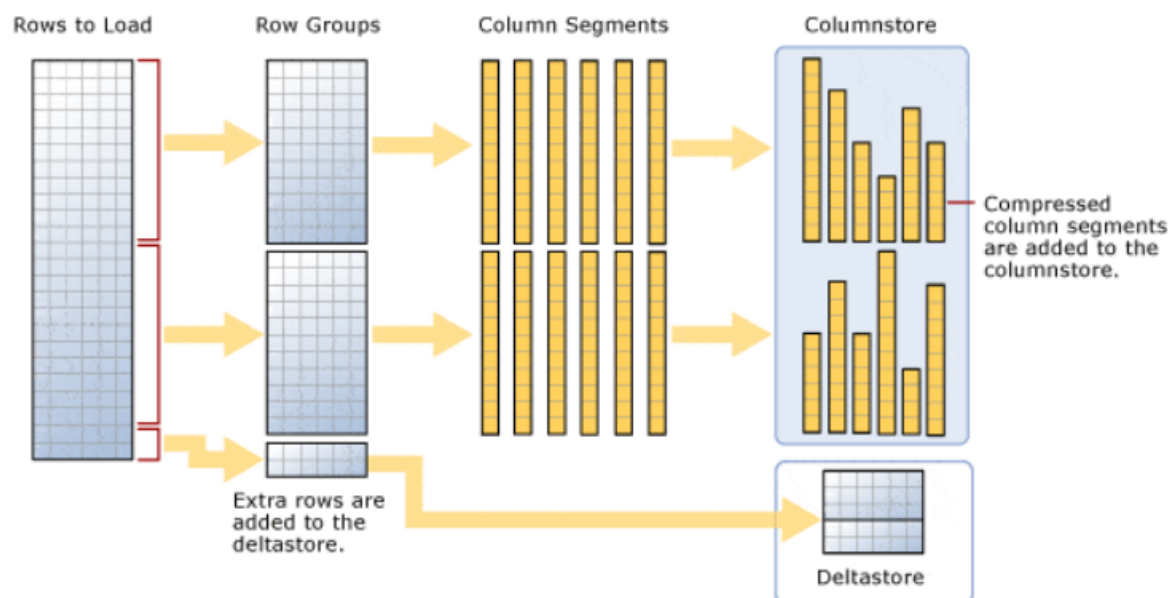 Rows to Load
Row Groups
Column Segments
Columnstore
Compressed
column segments
are added to the
columnstore.
Extra rows are
added to the
deltastore.
Deltastore